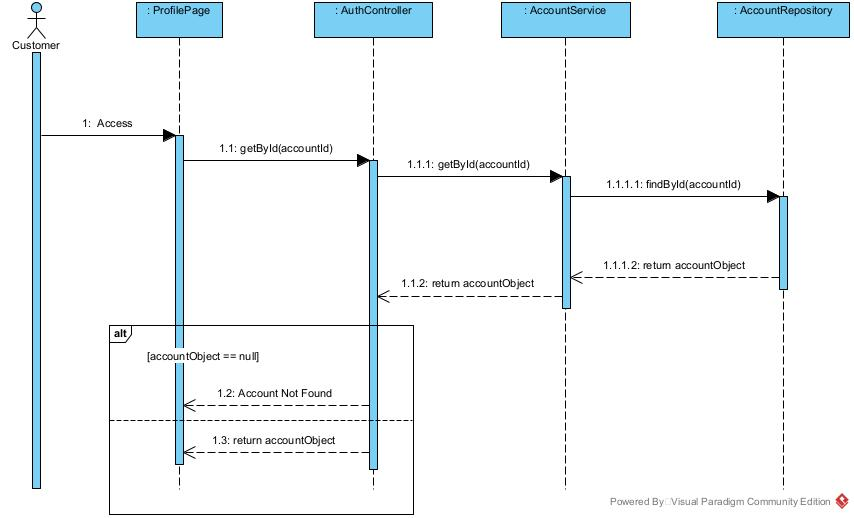 : ProfilePage
: AuthController
: AccountService
: AccountRepository
Customer
1: Access
1.1: getById(accountId)
1.1.1: getById(accountId)
1.1.1.1: findById(accountId)
1.1.1.2: return accountObject
1.1.2: return accountObject
alt
[accountObject == null]
1.2: Account Not Found
1.3: return accountObject
Powered By Visual Paradigm Community Edition